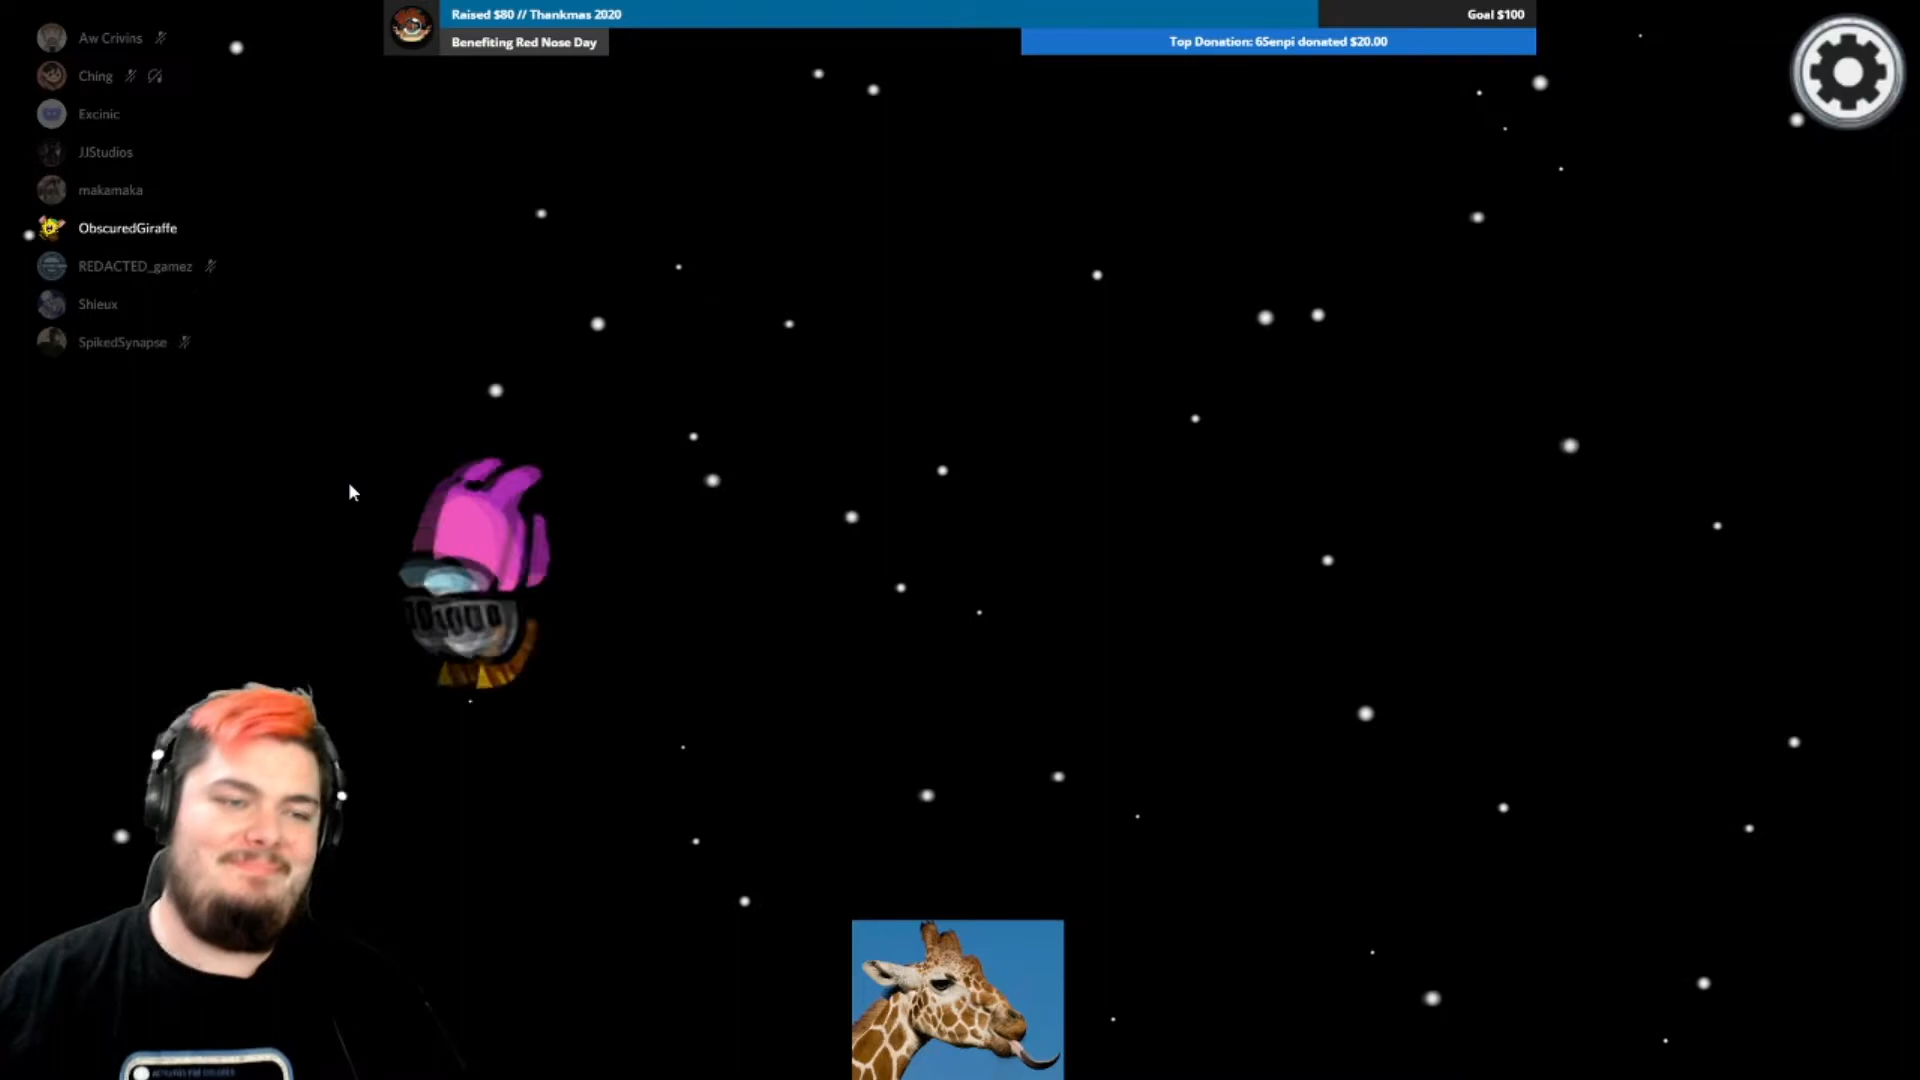 Raised $80 // Thankmas 2020
Goal $100
Benefiting Red Nose Day
Top Donation: 6Senpi donated $20.00
Aw Crivins
Ching
Excinic
JJStudios
makamaka
ObscuredGiraffe
REDACTED_gamez
Shieux
SpikedSynapse